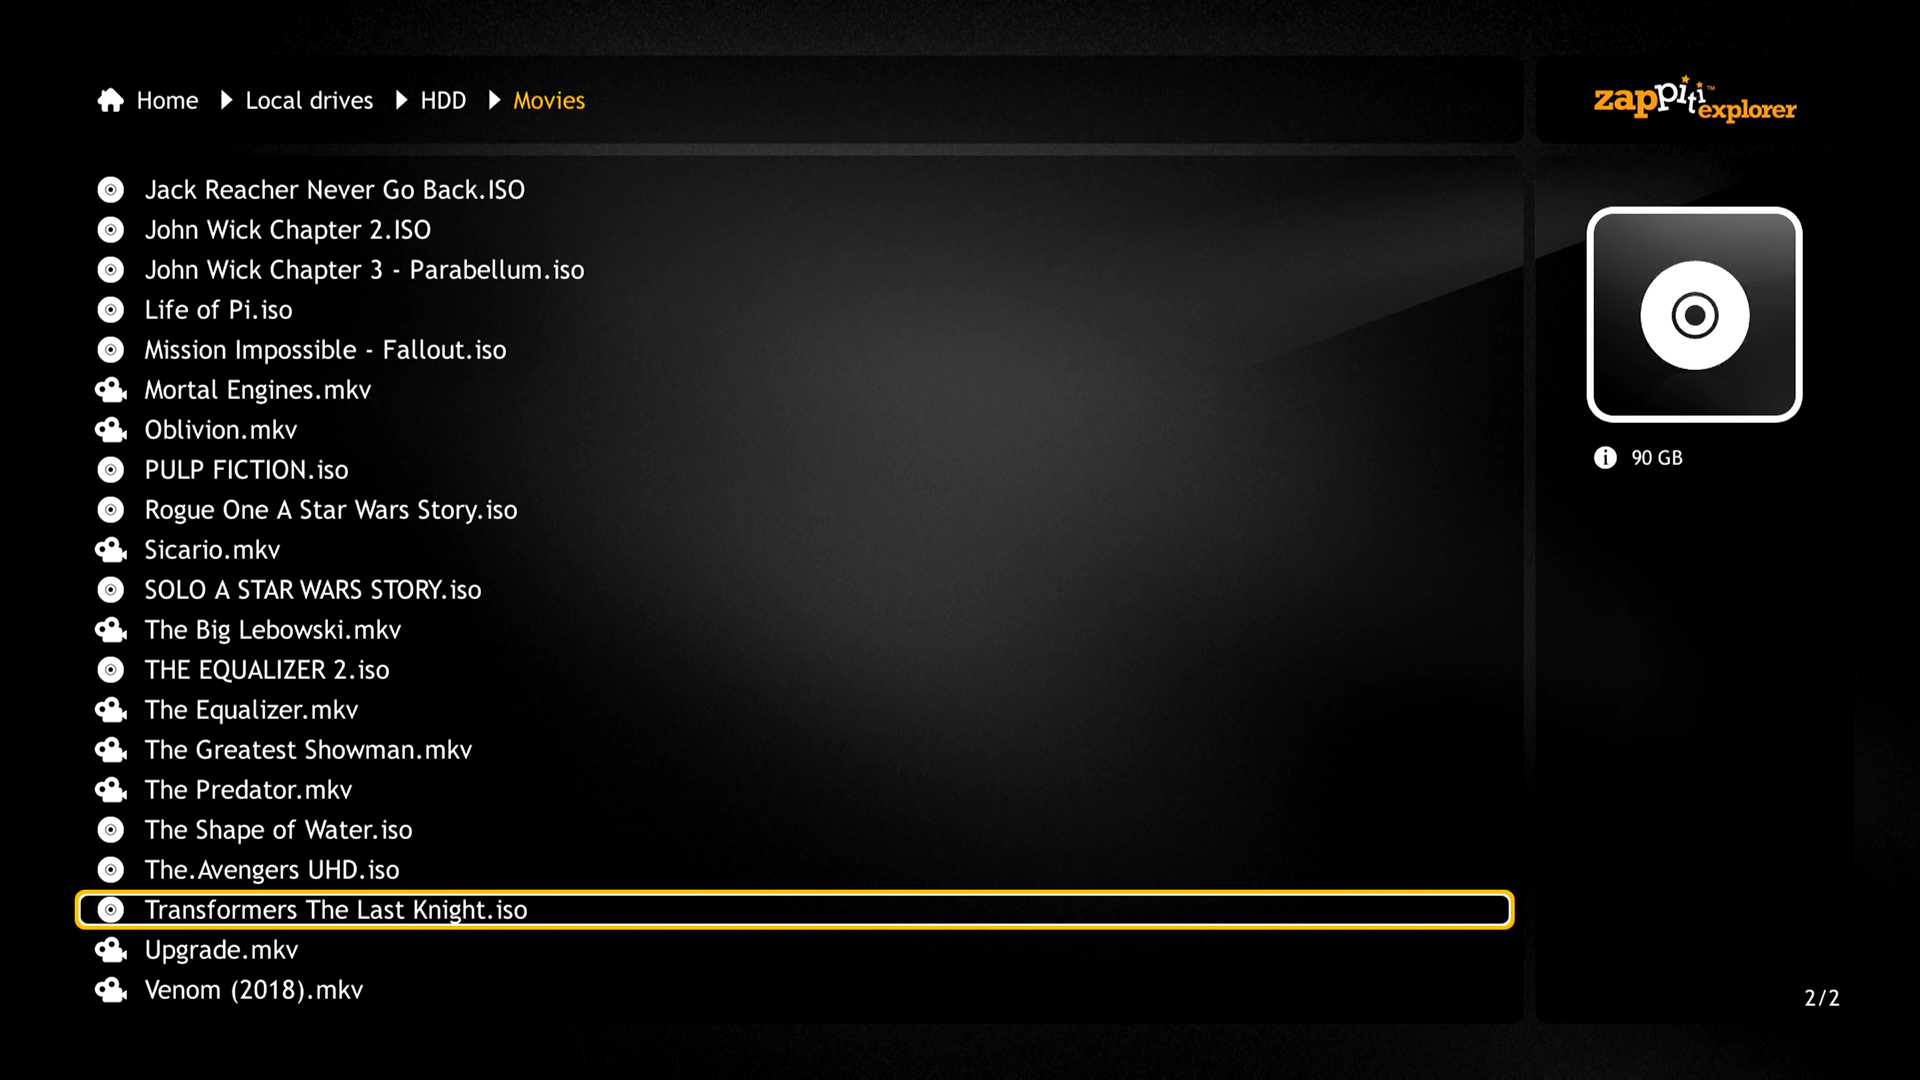 Home Local drives HDD Movies
zappiti™ explorer
Jack Reacher Never Go Back.ISO
John Wick Chapter 2.ISO
John Wick Chapter 3 - Parabellum.iso
Life of Pi.iso
Mission Impossible - Fallout.iso
Mortal Engines.mkv
Oblivion.mkv
PULP FICTION.iso
Rogue One A Star Wars Story.iso
Sicario.mkv
SOLO A STAR WARS STORY.iso
The Big Lebowski.mkv
THE EQUALIZER 2.iso
The Equalizer.mkv
The Greatest Showman.mkv
The Predator.mkv
The Shape of Water.iso
The.Avengers UHD.iso
Transformers The Last Knight.iso
Upgrade.mkv
Venom (2018).mkv
90 GB
2/2